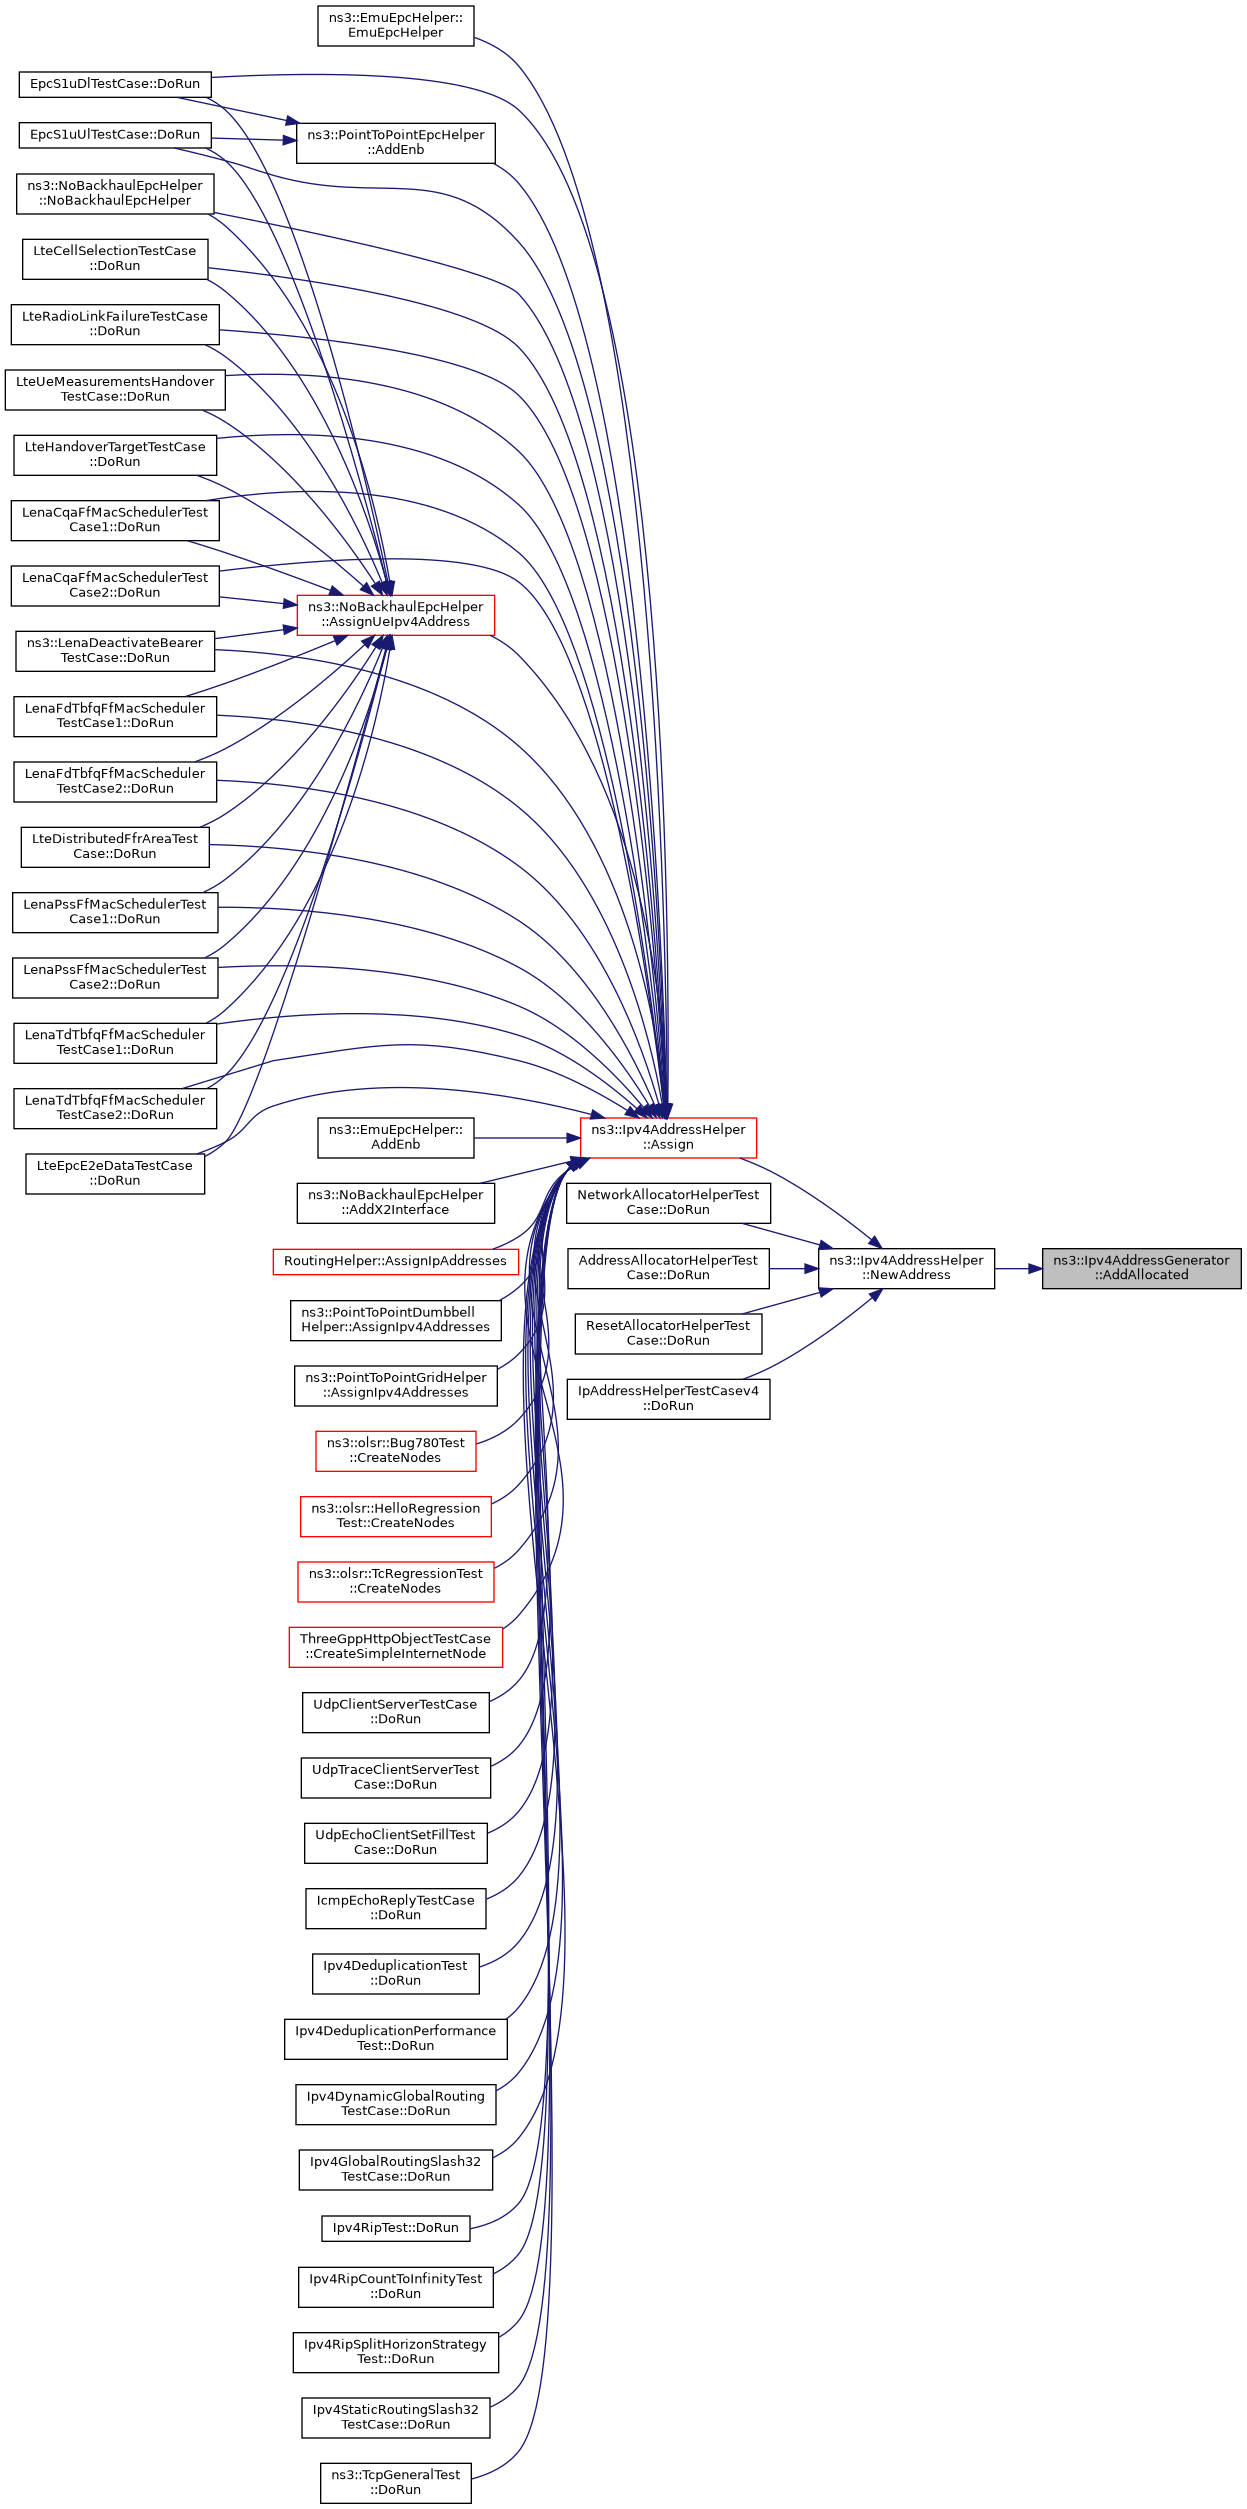 ns3::EmuEpcHelper::
EmuEpcHelper
EpcS1uDlTestCase::DoRun
EpcS1uUlTestCase::DoRun
ns3::PointToPointEpcHelper
::AddEnb
ns3::NoBackhaulEpcHelper
::NoBackhaulEpcHelper
LteCellSelectionTestCase
::DoRun
LteRadioLinkFailureTestCase
::DoRun
LteUeMeasurementsHandover
TestCase::DoRun
LteHandoverTargetTestCase
::DoRun
LenaCqaFfMacSchedulerTest
Case1::DoRun
LenaCqaFfMacSchedulerTest
Case2::DoRun
ns3::NoBackhaulEpcHelper
::AssignUeIpv4Address
ns3::LenaDeactivateBearer
TestCase::DoRun
LenaFdTbfqFfMacScheduler
TestCase1::DoRun
LenaFdTbfqFfMacScheduler
TestCase2::DoRun
LteDistributedFfrAreaTest
Case::DoRun
LenaPssFfMacSchedulerTest
Case1::DoRun
LenaPssFfMacSchedulerTest
Case2::DoRun
LenaTdTbfqFfMacScheduler
TestCase1::DoRun
LenaTdTbfqFfMacScheduler
TestCase2::DoRun
LteEpcE2eDataTestCase
::DoRun
ns3::EmuEpcHelper::
AddEnb
ns3::Ipv4AddressHelper
::Assign
ns3::NoBackhaulEpcHelper
::AddX2Interface
NetworkAllocatorHelperTest
Case::DoRun
RoutingHelper::AssignIpAddresses
AddressAllocatorHelperTest
Case::DoRun
ns3::Ipv4AddressHelper
::NewAddress
ns3::Ipv4AddressGenerator
::AddAllocated
ns3::PointToPointDumbbell
Helper::AssignIpv4Addresses
ResetAllocatorHelperTest
Case::DoRun
ns3::PointToPointGridHelper
::AssignIpv4Addresses
IpAddressHelperTestCasev4
::DoRun
ns3::olsr::Bug780Test
::CreateNodes
ns3::olsr::HelloRegression
Test::CreateNodes
ns3::olsr::TcRegressionTest
::CreateNodes
ThreeGppHttpObjectTestCase
::CreateSimpleInternetNode
UdpClientServerTestCase
::DoRun
UdpTraceClientServerTest
Case::DoRun
UdpEchoClientSetFillTest
Case::DoRun
IcmpEchoReplyTestCase
::DoRun
Ipv4DeduplicationTest
::DoRun
Ipv4DeduplicationPerformance
Test::DoRun
Ipv4DynamicGlobalRouting
TestCase::DoRun
Ipv4GlobalRoutingSlash32
TestCase::DoRun
Ipv4RipTest::DoRun
Ipv4RipCountToInfinityTest
::DoRun
Ipv4RipSplitHorizonStrategy
Test::DoRun
Ipv4StaticRoutingSlash32
TestCase::DoRun
ns3::TcpGeneralTest
::DoRun